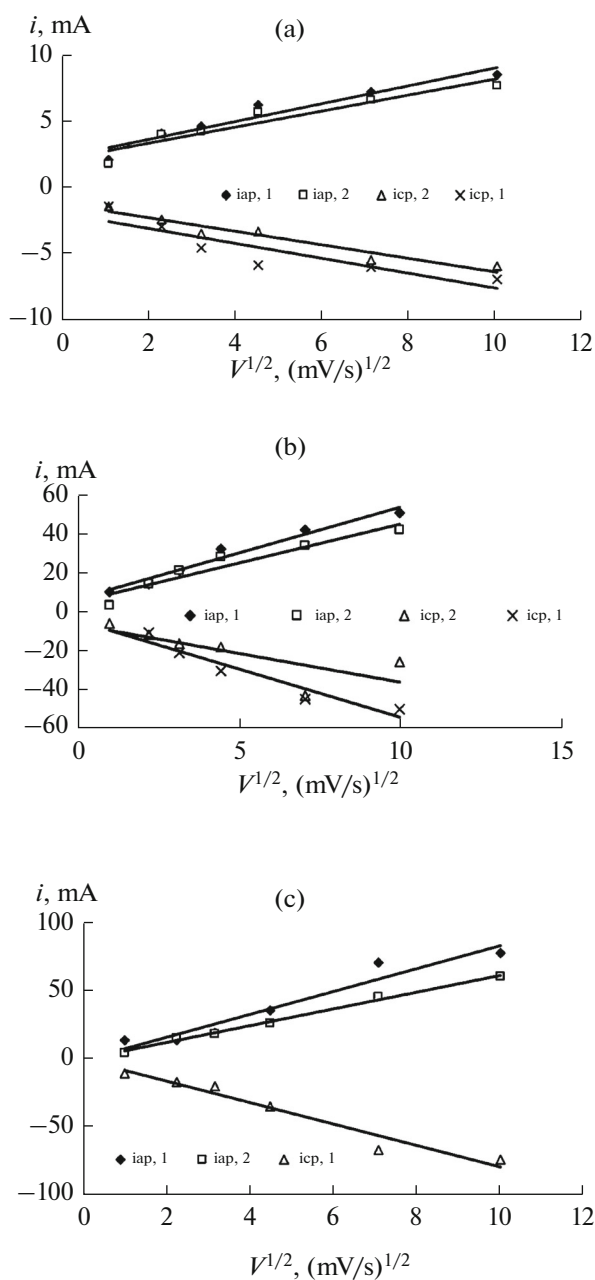 (a)
i, mA
10
5
0
−5
−10
iap, 1 iap, 2 icp, 2 icp, 1
0 2 4 6 8 10 12
V^{1/2}, (mV/s)^{1/2}
(b)
i, mA
60
40
20
0
−20
−40
−60
iap, 1 iap, 2 icp, 2 icp, 1
0 5 10 15
V^{1/2}, (mV/s)^{1/2}
(c)
i, mA
100
50
0
−50
−100
iap, 1 iap, 2 icp, 1
0 2 4 6 8 10 12
V^{1/2}, (mV/s)^{1/2}